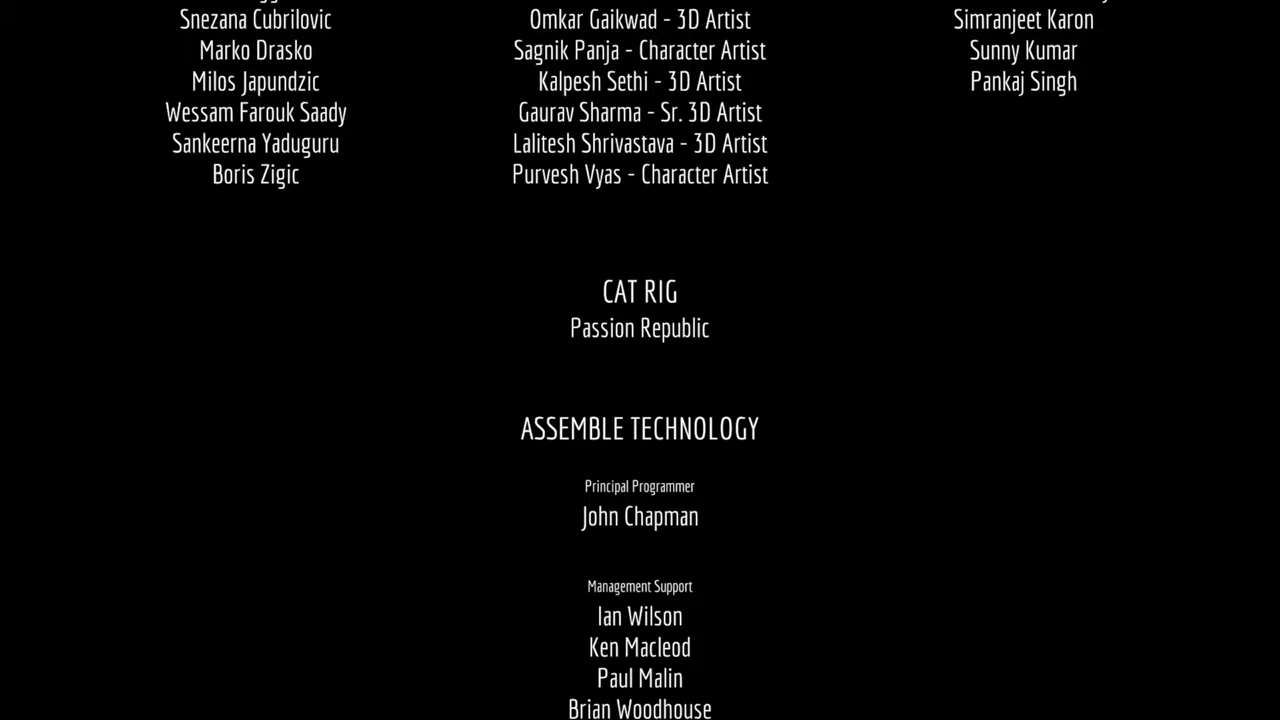 Snezana Cubrilovic
Marko Drasko
Milos Japundzic
Wessam Farouk Saady
Sankeerna Yaduguru
Boris Zigic
Omkar Gaikwad - 3D Artist
Sagnik Panja - Character Artist
Kalpesh Sethi - 3D Artist
Gaurav Sharma - Sr. 3D Artist
Lalitesh Shrivastava - 3D Artist
Purvesh Vyas - Character Artist
Simranjeet Karon
Sunny Kumar
Pankaj Singh
CAT RIG
Passion Republic
ASSEMBLE TECHNOLOGY
Principal Programmer
John Chapman
Management Support
Ian Wilson
Ken Macleod
Paul Malin
Brian Woodhouse